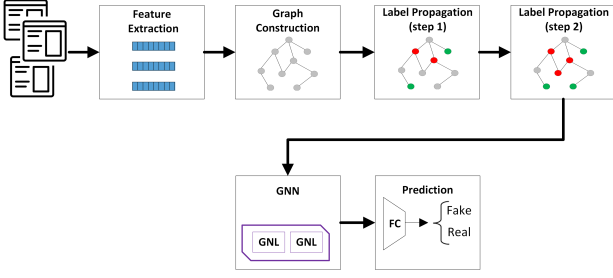 Feature
Extraction
Graph
Construction
Label Propagation
(step 1)
Label Propagation
(step 2)
GNN
GNL GNL
Prediction
FC
Fake
Real